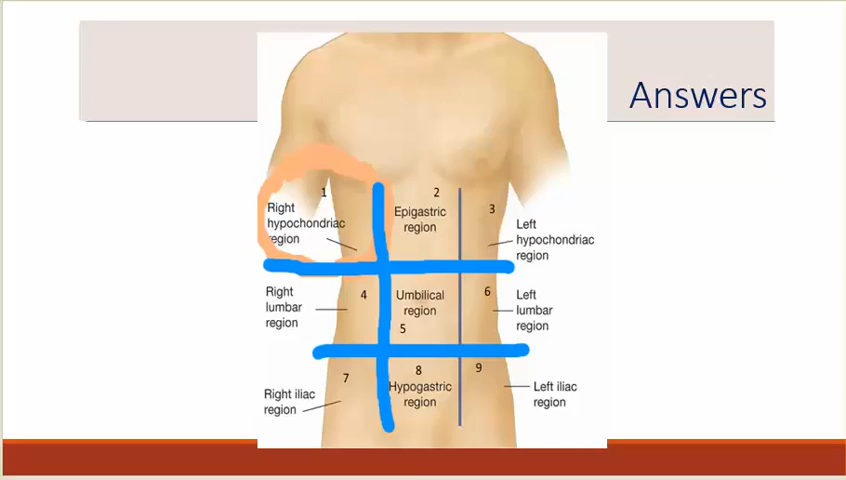 Answers
1
Right
hypochondriac
region
2
Epigastric
region
3
Left
hypochondriac
region
4
Right
lumbar
region
Umbilical
region
5
6
Left
lumbar
region
7
Right iliac
region
8
Hypogastric
region
9
Left iliac
region